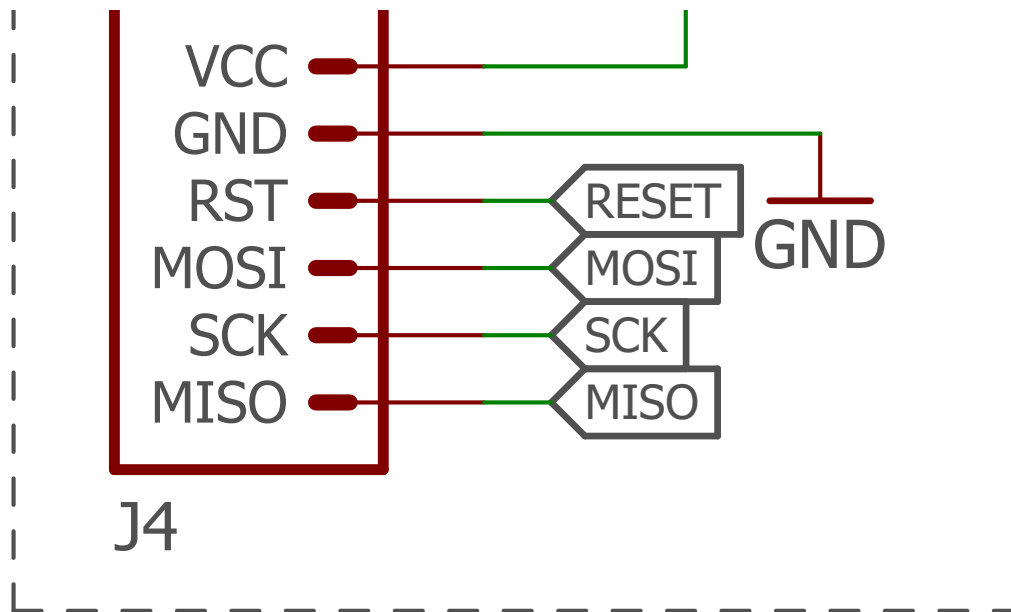 VCC
GND
RST RESET
MOSI MOSI GND
SCK SCK
MISO MISO
J4